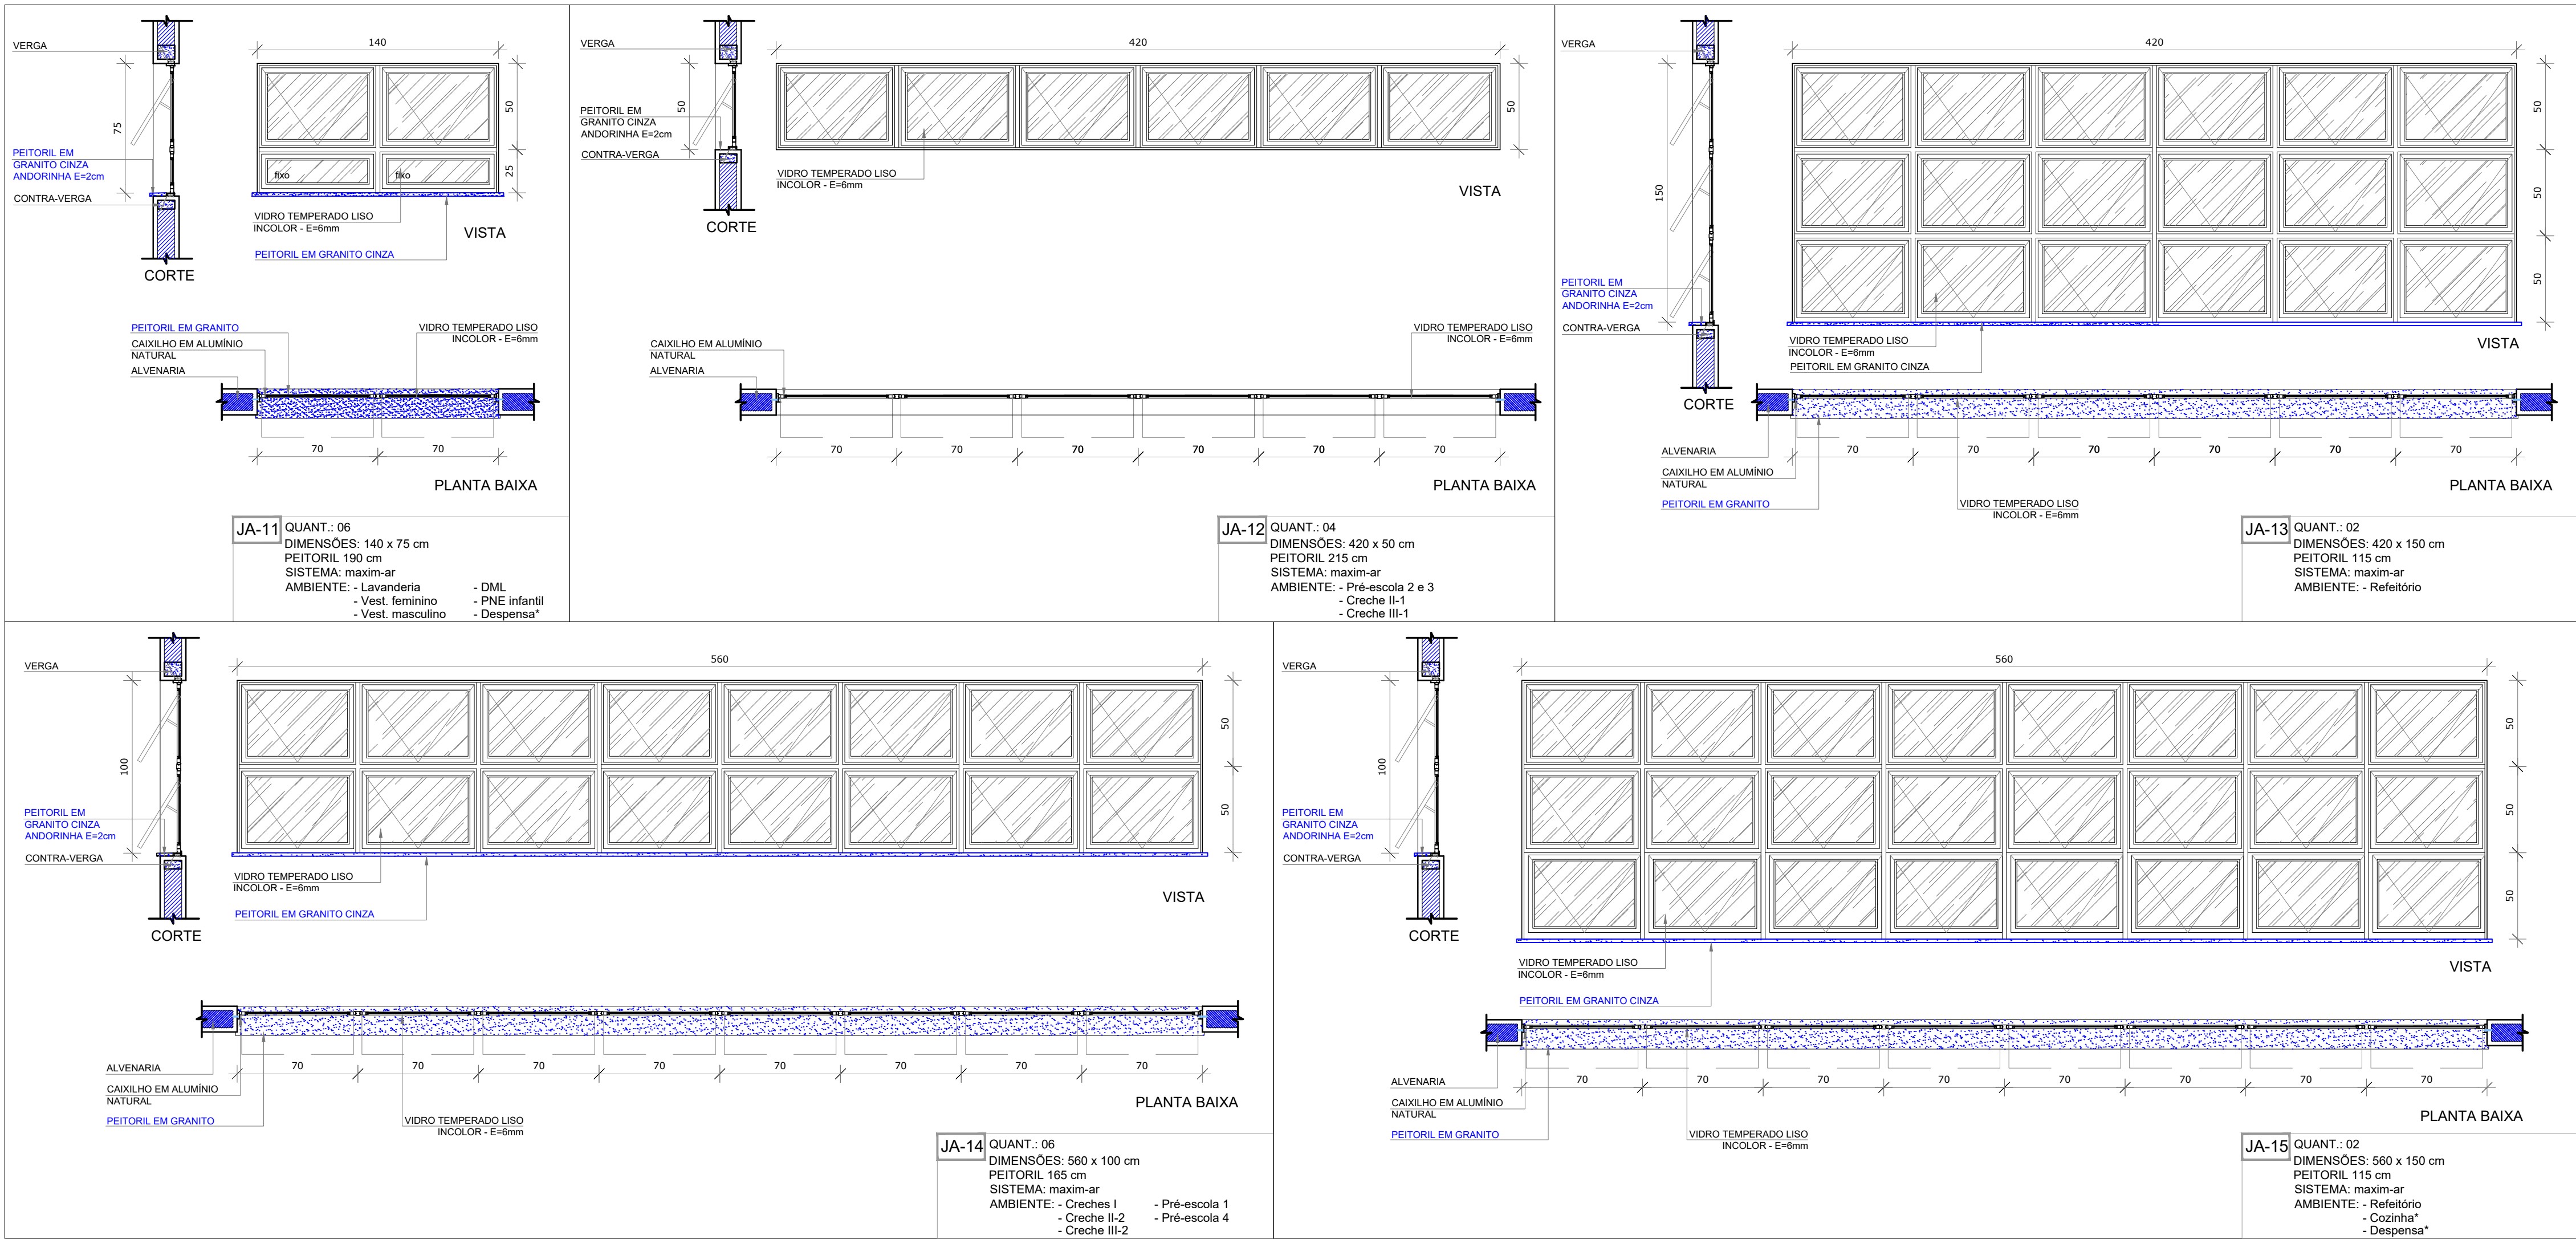 VERGA
140
75
50
25
PEITORIL EM
GRANITO CINZA
ANDORINHA E=2cm
CONTRA-VERGA
fixo
fixo
VIDRO TEMPERADO LISO
INCOLOR - E=6mm
VISTA
PEITORIL EM GRANITO CINZA
CORTE
PEITORIL EM GRANITO
CAIXILHO EM ALUMÍNIO
NATURAL
ALVENARIA
VIDRO TEMPERADO LISO
INCOLOR - E=6mm
70
70
PLANTA BAIXA
JA-11
QUANT.: 06
DIMENSÕES: 140 x 75 cm
PEITORIL 190 cm
SISTEMA: maxim-ar
AMBIENTE: - Lavanderia - DML
- Vest. feminino - PNE infantil
- Vest. masculino - Despensa*
VERGA
420
50
50
PEITORIL EM
GRANITO CINZA
ANDORINHA E=2cm
CONTRA-VERGA
VIDRO TEMPERADO LISO
INCOLOR - E=6mm
VISTA
CORTE
CAIXILHO EM ALUMÍNIO
NATURAL
ALVENARIA
VIDRO TEMPERADO LISO
INCOLOR - E=6mm
70
70
70
70
70
70
PLANTA BAIXA
JA-12
QUANT.: 04
DIMENSÕES: 420 x 50 cm
PEITORIL 215 cm
SISTEMA: maxim-ar
AMBIENTE: - Pré-escola 2 e 3
- Creche II-1
- Creche III-1
VERGA
420
150
50
50
50
PEITORIL EM
GRANITO CINZA
ANDORINHA E=2cm
CONTRA-VERGA
VIDRO TEMPERADO LISO
INCOLOR - E=6mm
PEITORIL EM GRANITO CINZA
VISTA
CORTE
70
70
70
70
70
70
ALVENARIA
CAIXILHO EM ALUMÍNIO
NATURAL
PEITORIL EM GRANITO
VIDRO TEMPERADO LISO
INCOLOR - E=6mm
PLANTA BAIXA
JA-13
QUANT.: 02
DIMENSÕES: 420 x 150 cm
PEITORIL 115 cm
SISTEMA: maxim-ar
AMBIENTE: - Refeitório
VERGA
560
100
50
50
PEITORIL EM
GRANITO CINZA
ANDORINHA E=2cm
CONTRA-VERGA
VIDRO TEMPERADO LISO
INCOLOR - E=6mm
VISTA
PEITORIL EM GRANITO CINZA
CORTE
70
70
70
70
70
70
70
70
ALVENARIA
CAIXILHO EM ALUMÍNIO
NATURAL
PEITORIL EM GRANITO
VIDRO TEMPERADO LISO
INCOLOR - E=6mm
PLANTA BAIXA
JA-14
QUANT.: 06
DIMENSÕES: 560 x 100 cm
PEITORIL 165 cm
SISTEMA: maxim-ar
AMBIENTE: - Creches I - Pré-escola 1
- Creche II-2 - Pré-escola 4
- Creche III-2
VERGA
560
100
50
50
50
PEITORIL EM
GRANITO CINZA
ANDORINHA E=2cm
CONTRA-VERGA
CORTE
VIDRO TEMPERADO LISO
INCOLOR - E=6mm
VISTA
PEITORIL EM GRANITO CINZA
70
70
70
70
70
70
70
70
ALVENARIA
CAIXILHO EM ALUMÍNIO
NATURAL
PEITORIL EM GRANITO
VIDRO TEMPERADO LISO
INCOLOR - E=6mm
PLANTA BAIXA
JA-15
QUANT.: 02
DIMENSÕES: 560 x 150 cm
PEITORIL 115 cm
SISTEMA: maxim-ar
AMBIENTE: - Refeitório
- Cozinha*
- Despensa*